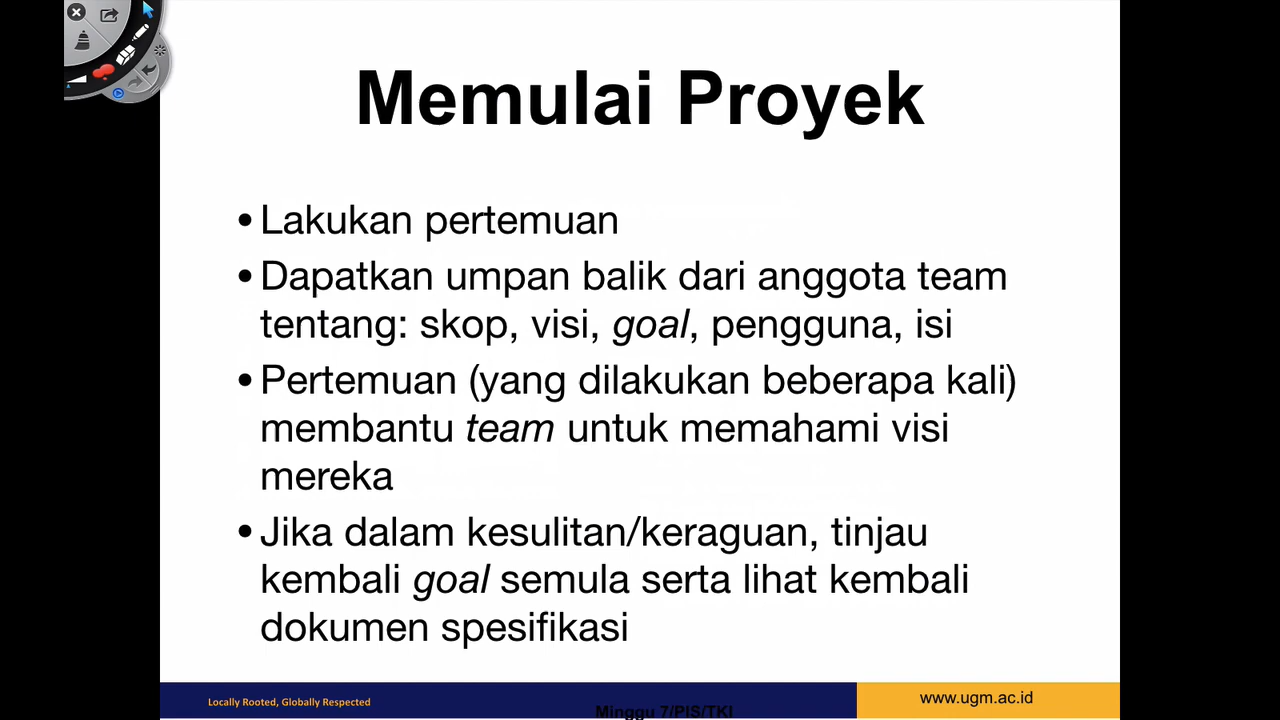 Memulai Proyek
•Lakukan pertemuan
•Dapatkan umpan balik dari anggota team
tentang: skop, visi, goal, pengguna, isi
•Pertemuan (yang dilakukan beberapa kali)
membantu team untuk memahami visi
mereka
•Jika dalam kesulitan/keraguan, tinjau
kembali goal semula serta lihat kembali
dokumen spesifikasi
Locally Rooted, Globally Respected
Minggu 7/PIS/TKI
www.ugm.ac.id